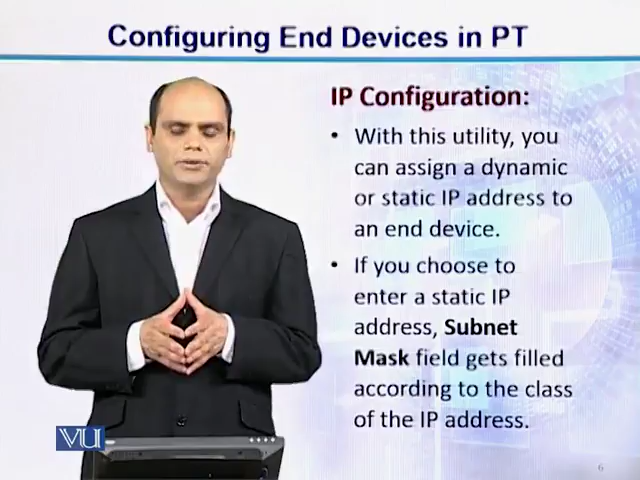 Configuring End Devices in PT
IP Configuration:
• With this utility, you
can assign a dynamic
or static IP address to
an end device.
• If you choose to
enter a static IP
address, Subnet
Mask field gets filled
according to the class
of the IP address.
VU
6